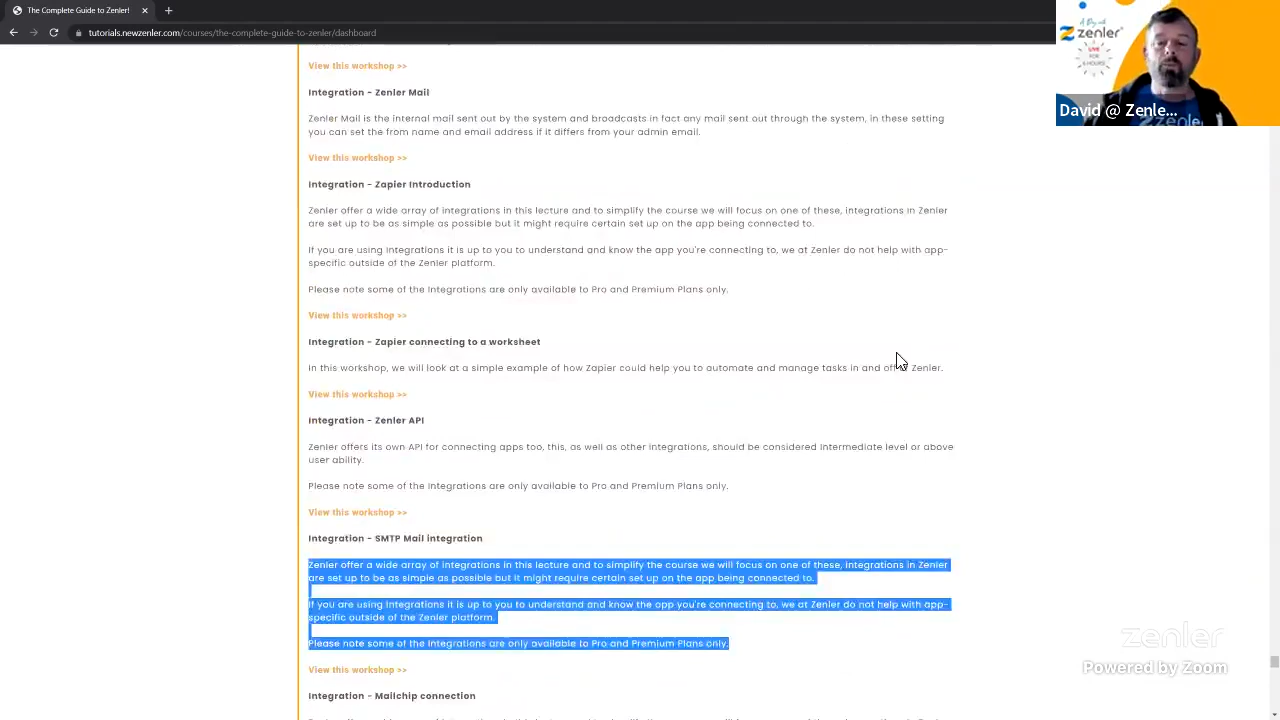 The Complete Guide to Zenler!
tutorials.newzenler.com/courses/the-complete-guide-to-zenler/dashboard
A Day with
zenler
LIVE
FOR
6 HOURS
David @ Zenle...
View this workshop >>
Integration - Zenler Mail
Zenler Mail is the internal mail sent out by the system and broadcasts in fact any mail sent out through the system, in these setting
you can set the from name and email address if it differs from your admin email.
View this workshop >>
Integration - Zapier Introduction
Zenler offer a wide array of integrations in this lecture and to simplify the course we will focus on one of these, integrations in Zenler
are set up to be as simple as possible but it might require certain set up on the app being connected to.
If you are using Integrations it is up to you to understand and know the app you're connecting to, we at Zenler do not help with app-
specific outside of the Zenler platform.
Please note some of the Integrations are only available to Pro and Premium Plans only.
View this workshop >>
Integration - Zapier connecting to a worksheet
In this workshop, we will look at a simple example of how Zapier could help you to automate and manage tasks in and of Zenler.
View this workshop >>
Integration - Zenler API
Zenler offers its own API for connecting apps too, this, as well as other Integrations, should be considered Intermediate level or above
user ability.
Please note some of the Integrations are only available to Pro and Premium Plans only.
View this workshop >>
Integration - SMTP Mail integration
Zenler offer a wide array of integrations in this lecture and to simplify the course we will focus on one of these, integrations in Zenler
are set up to be as simple as possible but it might require certain set up on the app being connected to.
If you are using Integrations it is up to you to understand and know the app you're connecting to, we at Zenler do not help with app-
specific outside of the Zenler platform.
Please note some of the Integrations are only available to Pro and Premium Plans only.
View this workshop >>
Integration - Mailchip connection
zenler
Powered by Zoom